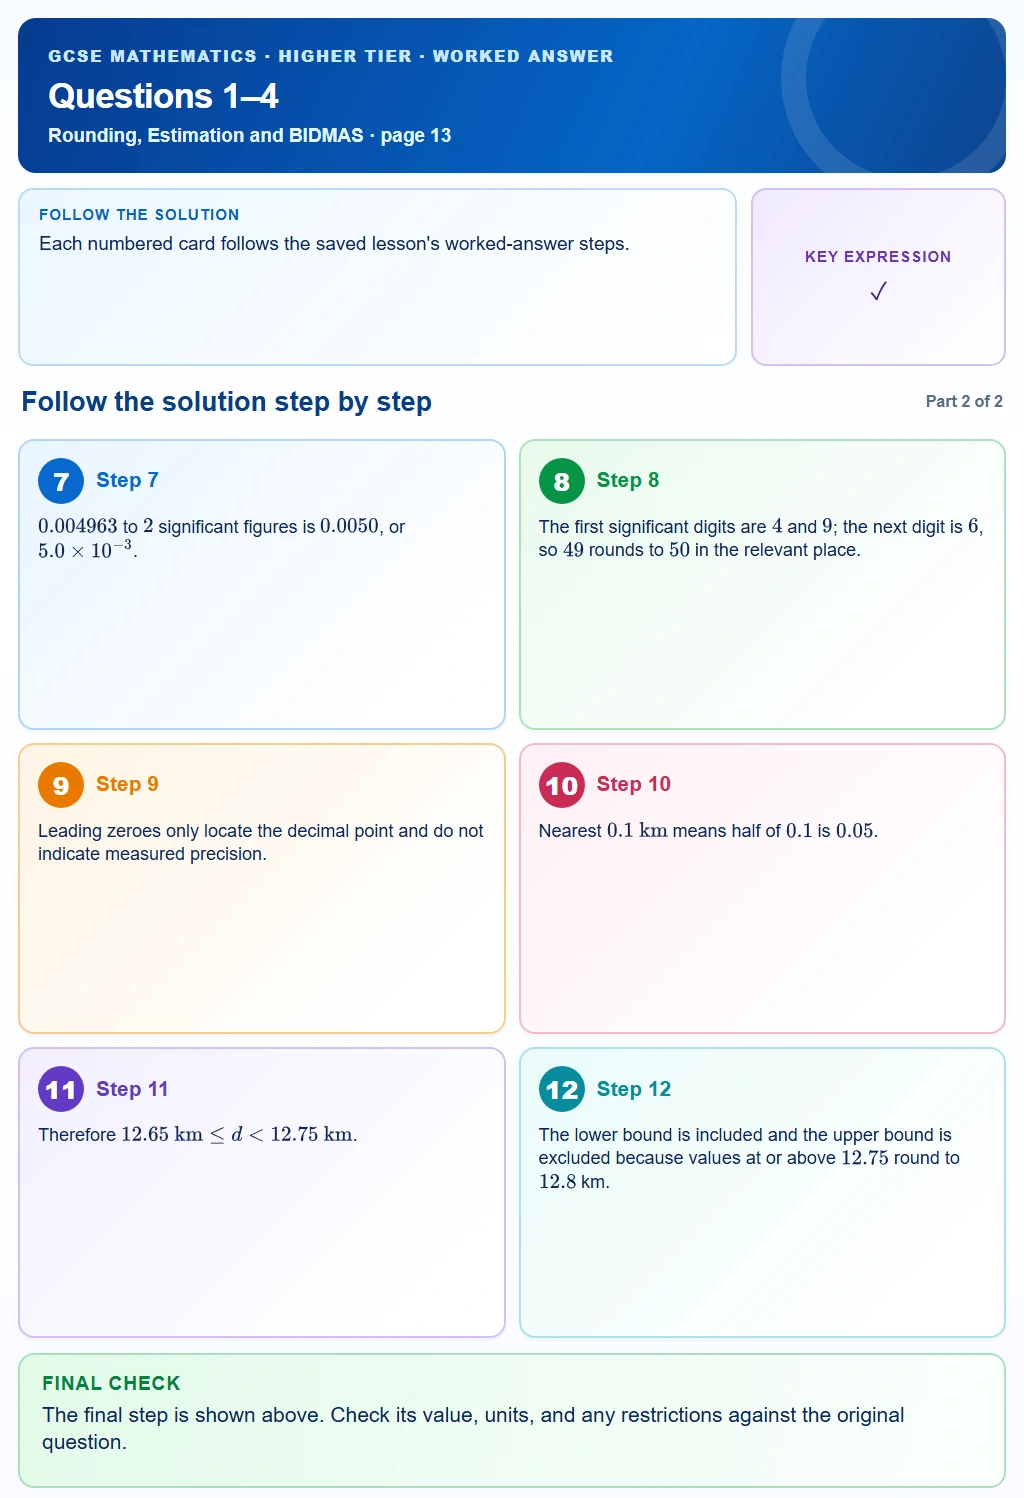 GCSE MATHEMATICS · HIGHER TIER · WORKED ANSWER
Questions 1–4
Rounding, Estimation and BIDMAS · page 13
FOLLOW THE SOLUTION
Each numbered card follows the saved lesson's worked-answer steps.
KEY EXPRESSION
✓
Follow the solution step by step
Part 2 of 2
7 Step 7
0.004963 to 2 significant figures is 0.0050, or
5.0 × 10⁻³.
8 Step 8
The first significant digits are 4 and 9; the next digit is 6,
so 49 rounds to 50 in the relevant place.
9 Step 9
Leading zeroes only locate the decimal point and do not
indicate measured precision.
10 Step 10
Nearest 0.1 km means half of 0.1 is 0.05.
11 Step 11
Therefore 12.65 km ≤ d < 12.75 km.
12 Step 12
The lower bound is included and the upper bound is
excluded because values at or above 12.75 round to
12.8 km.
FINAL CHECK
The final step is shown above. Check its value, units, and any restrictions against the original
question.